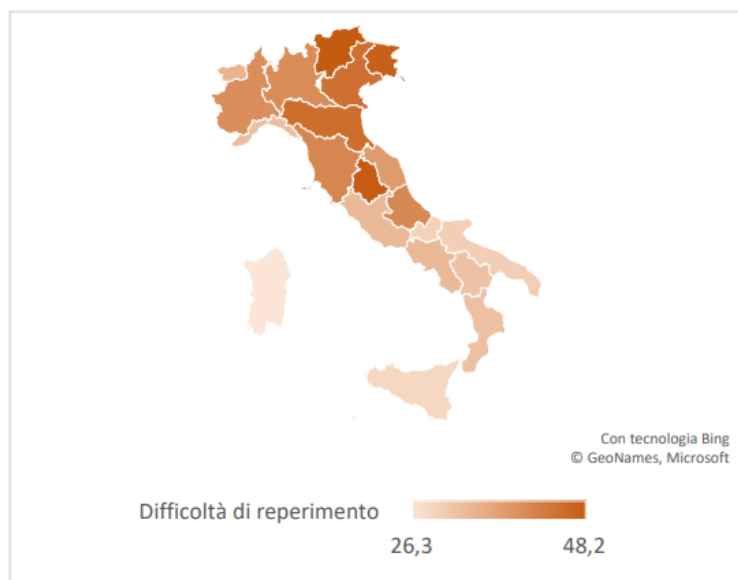 Con tecnologia Bing
© GeoNames, Microsoft
Difficoltà di reperimento
26,3
48,2